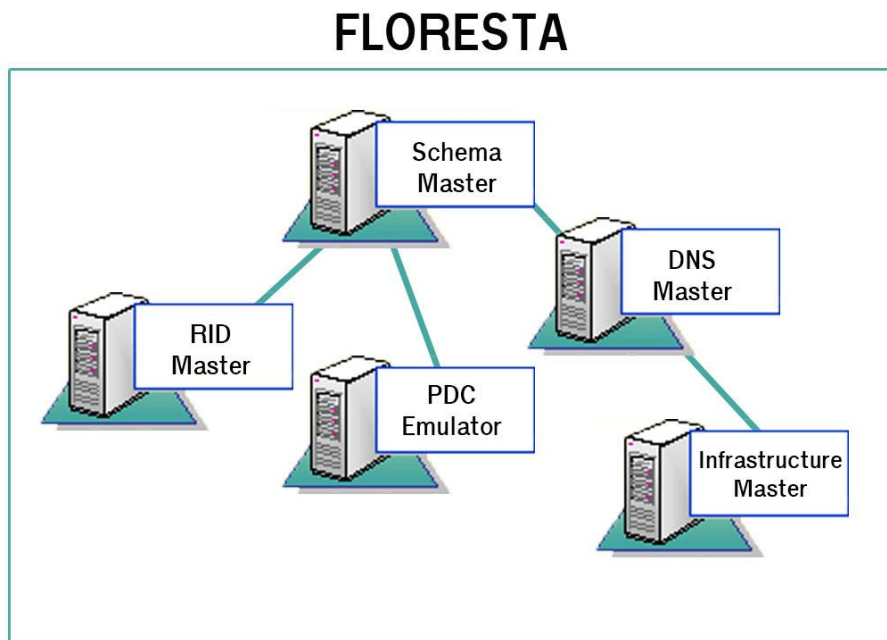 FLORESTA
Schema
Master
DNS
Master
RID
Master
PDC
Emulator
Infrastructure
Master